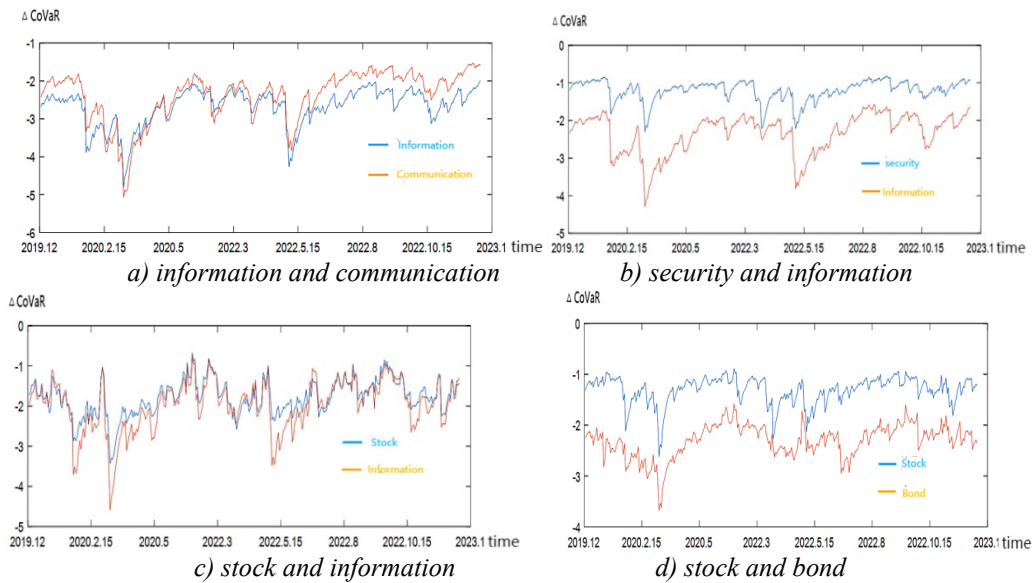 Δ CoVaR
-1
-2
-3
-4
-5
-6
Information
Communication
2019.12 2020.2.15 2020.5 2022.3 2022.5.15 2022.8 2022.10.15 2023.1 time
a) information and communication
Δ CoVaR
0
-1
-2
-3
-4
-5
security
Information
2019.12 2020.2.15 2020.5 2022.3 2022.5.15 2022.8 2022.10.15 2023.1 time
b) security and information
Δ CoVaR
0
-1
-2
-3
-4
-5
Stock
Information
2019.12 2020.2.15 2020.5 2022.3 2022.5.15 2022.8 2022.10.15 2023.1 time
c) stock and information
Δ CoVaR
0
-1
-2
-3
-4
Stock
Bond
2019.12 2020.2.15 2020.5 2022.3 2022.5.15 2022.8 2022.10.15 2023.1 time
d) stock and bond